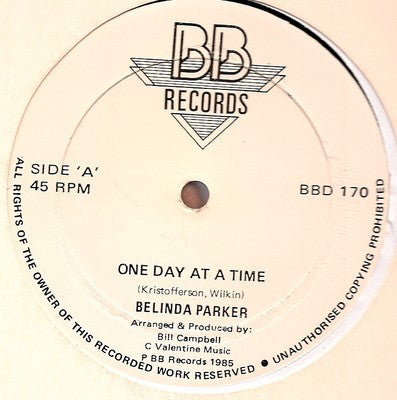 BB
RECORDS
SIDE 'A'
45 RPM
BBD 170
ONE DAY AT A TIME
(Kristofferson, Wilkin)
BELINDA PARKER
Arranged & Produced by:
Bill Campbell
C Valentine Music
P BB Records 1985
ALL RIGHTS OF THE OWNER OF THIS RECORDED WORK RESERVED ● UNAUTHORISED COPYING PROHIBITED